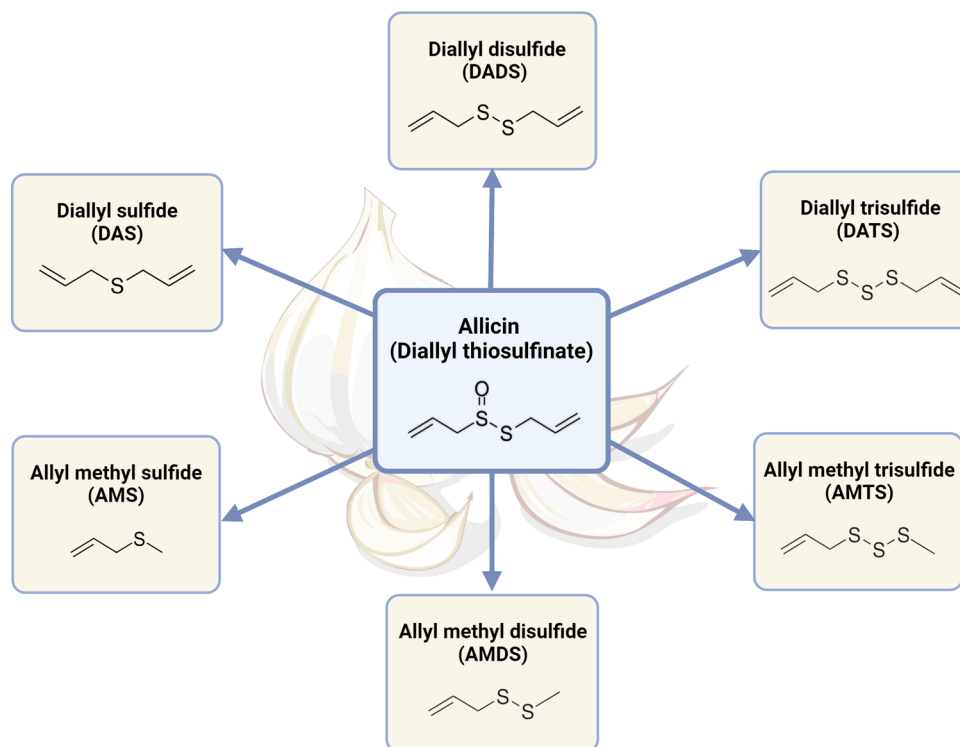 Diallyl disulfide
(DADS)
S
S
Diallyl sulfide
(DAS)
S
Diallyl trisulfide
(DATS)
S
S
S
Allicin
(Diallyl thiosulfinate)
O
S
S
Allyl methyl sulfide
(AMS)
S
Allyl methyl trisulfide
(AMTS)
S
S
S
Allyl methyl disulfide
(AMDS)
S
S